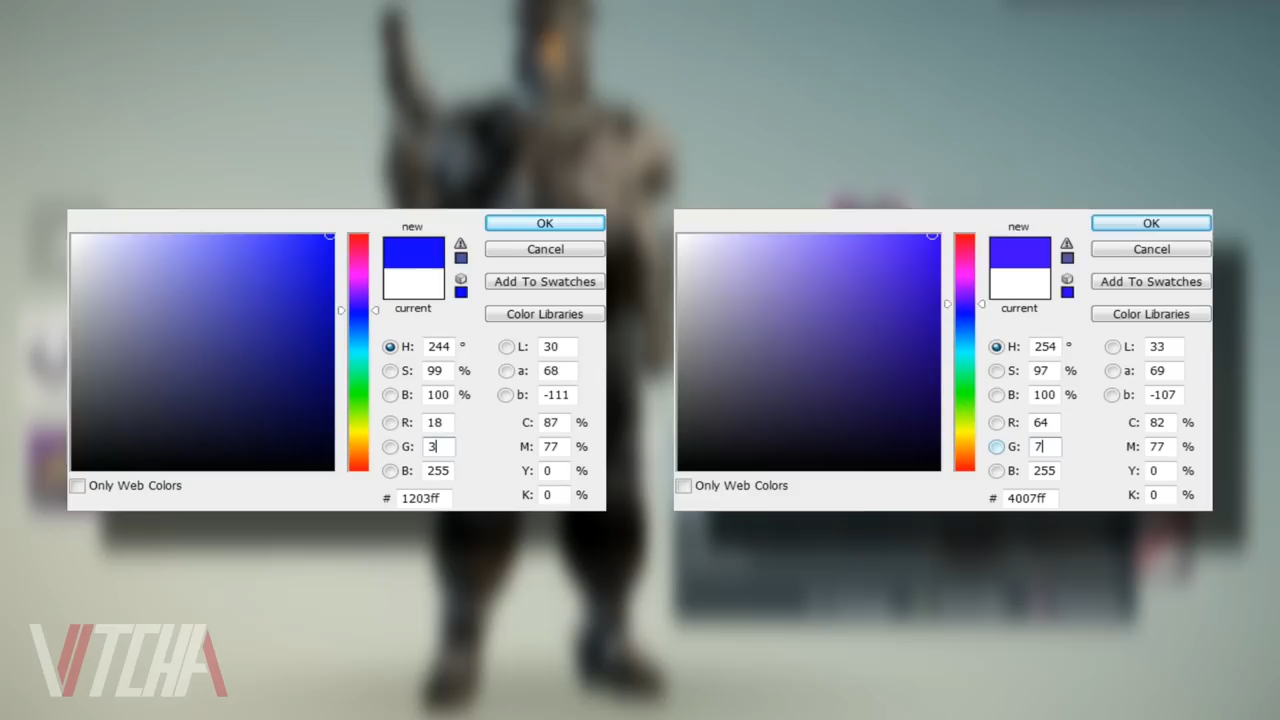 new
OK
Cancel
Add To Swatches
current
Color Libraries
H: 244 °
L: 30
S: 99 %
a: 68
B: 100 %
b: -111
R: 18
C: 87 %
G: 3
M: 77 %
B: 255
Y: 0 %
Only Web Colors
# 1203ff
K: 0 %
new
OK
Cancel
Add To Swatches
current
Color Libraries
H: 254 °
L: 33
S: 97 %
a: 69
B: 100 %
b: -107
R: 64
C: 82 %
G: 7
M: 77 %
B: 255
Y: 0 %
Only Web Colors
# 4007ff
K: 0 %
VITCHA